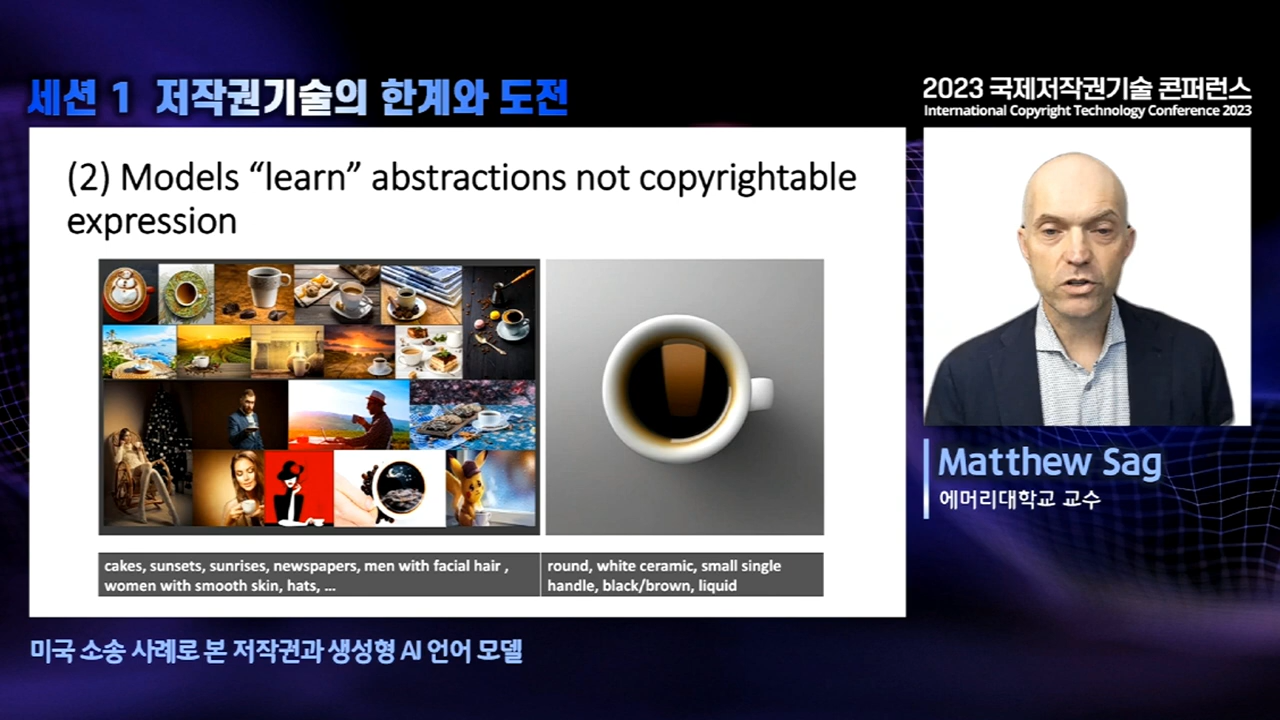 세션 1 저작권기술의 한계와 도전
2023 국제저작권기술 콘퍼런스
International Copyright Technology Conference 2023
(2) Models “learn” abstractions not copyrightable
expression
cakes, sunsets, sunrises, newspapers, men with facial hair ,
women with smooth skin, hats, ...
round, white ceramic, small single
handle, black/brown, liquid
Matthew Sag
에머리대학교 교수
미국 소송 사례로 본 저작권과 생성형 AI 언어 모델